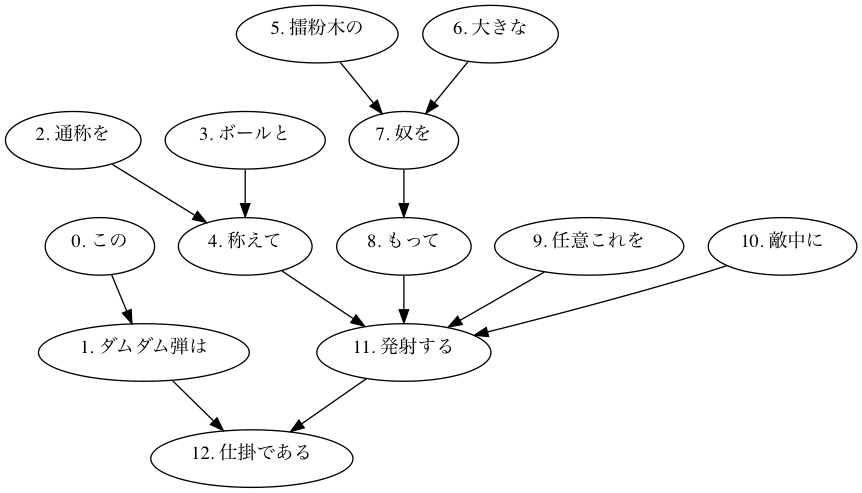 5. 擂粉木の
6. 大きな
2. 通称を
3. ボールと
7. 奴を
0. この
4. 称えて
8. もって
9. 任意これを
10. 敵中に
1. ダムダム弾は
11. 発射する
12. 仕掛である